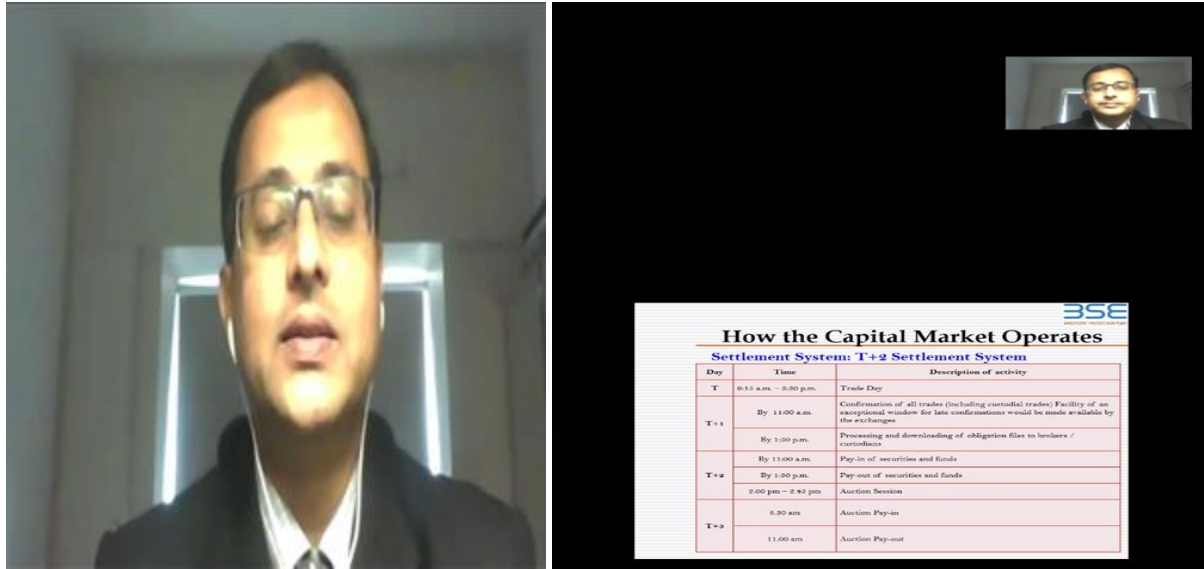 BSE
INVESTORS' PROTECTION FUND
How the Capital Market Operates
Settlement System: T+2 Settlement System
Day Time Description of activity
T 9:15 a.m. – 3:30 p.m. Trade Day
T+1
By 11:00 a.m.
Confirmation of all trades (including custodial trades) Facility of an
exceptional window for late confirmations would be made available by
the exchanges
By 1:30 p.m.
Processing and downloading of obligation files to brokers /
custodians
T+2
By 11:00 a.m. Pay-in of securities and funds
By 1:30 p.m. Pay-out of securities and funds
2.00 pm – 2.45 pm Auction Session
T+3
Auction Pay-in
11.00 am Auction Pay-out